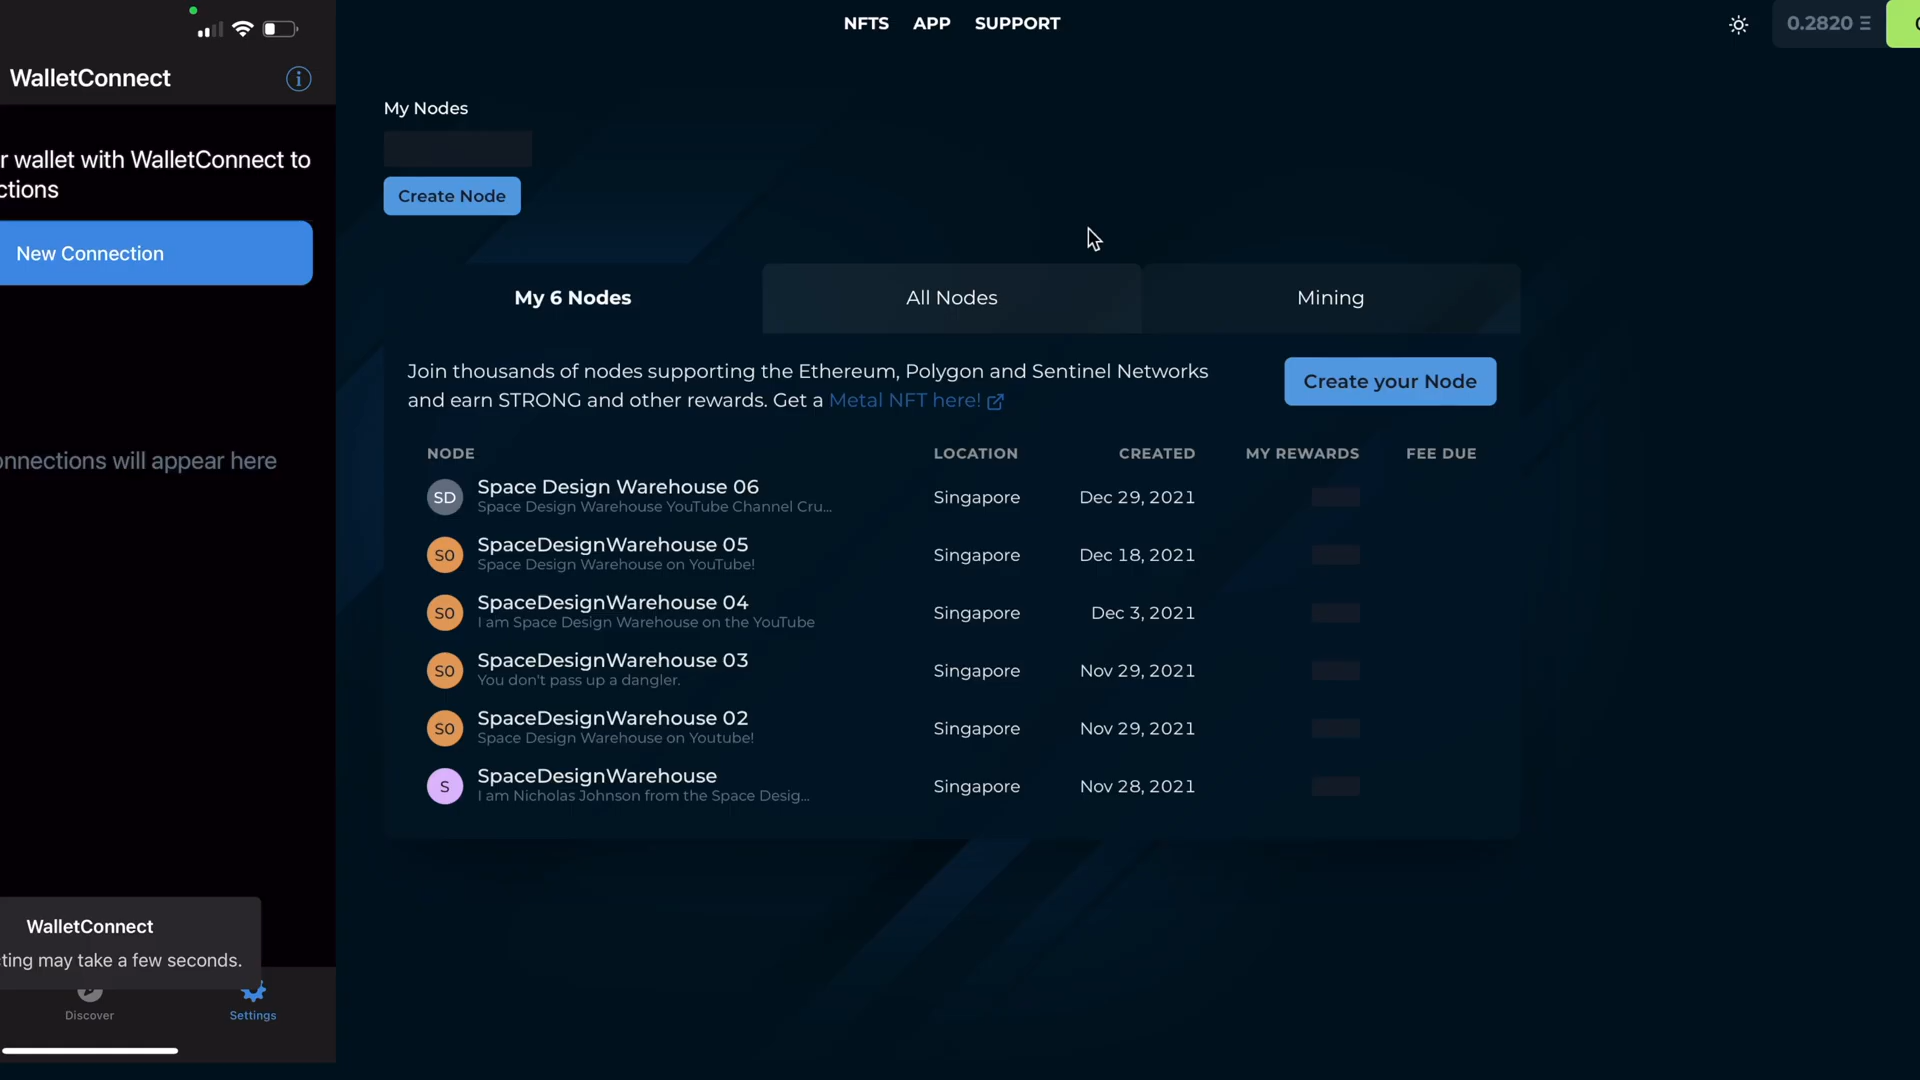 WalletConnect
r wallet with WalletConnect to
ctions
New Connection
onnections will appear here
WalletConnect
ting may take a few seconds.
Discover
Settings
NFTS
APP
SUPPORT
0.2820 Ξ
My Nodes
Create Node
My 6 Nodes
All Nodes
Mining
Join thousands of nodes supporting the Ethereum, Polygon and Sentinel Networks
and earn STRONG and other rewards. Get a Metal NFT here!
Create your Node
NODE LOCATION CREATED MY REWARDS FEE DUE
SD Space Design Warehouse 06 Singapore Dec 29, 2021
Space Design Warehouse YouTube Channel Cru...
S0 SpaceDesignWarehouse 05 Singapore Dec 18, 2021
Space Design Warehouse on YouTube!
S0 SpaceDesignWarehouse 04 Singapore Dec 3, 2021
I am Space Design Warehouse on the YouTube
S0 SpaceDesignWarehouse 03 Singapore Nov 29, 2021
You don't pass up a dangler.
S0 SpaceDesignWarehouse 02 Singapore Nov 29, 2021
Space Design Warehouse on Youtube!
S SpaceDesignWarehouse Singapore Nov 28, 2021
I am Nicholas Johnson from the Space Desig...